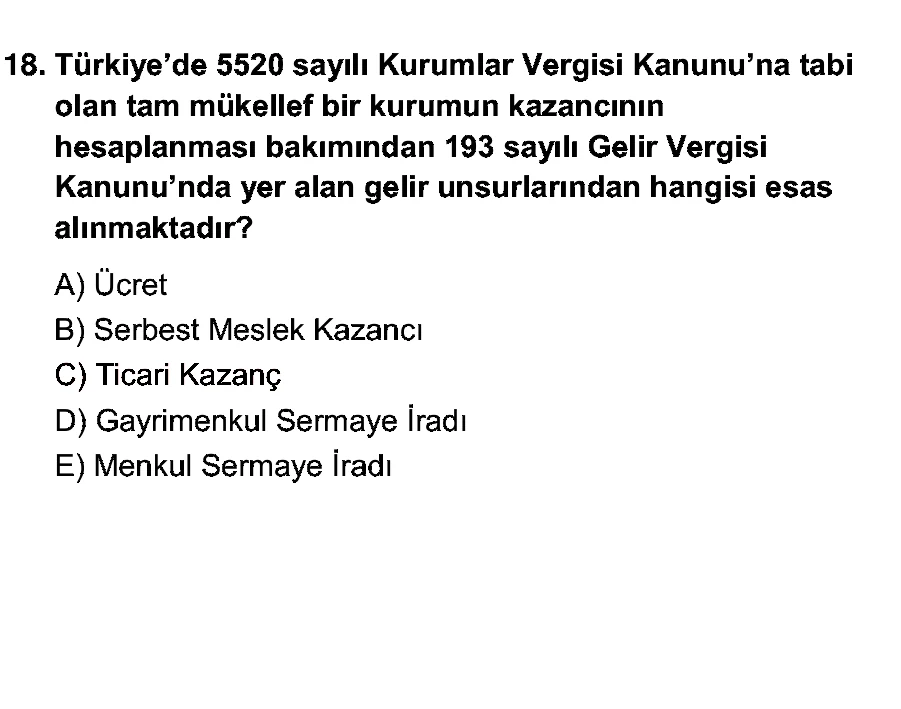 18. Türkiye’de 5520 sayılı Kurumlar Vergisi Kanunu’na tabi
olan tam mükellef bir kurumun kazancının
hesaplanması bakımından 193 sayılı Gelir Vergisi
Kanunu’nda yer alan gelir unsurlarından hangisi esas
alınmaktadır?
A) Ücret
B) Serbest Meslek Kazancı
C) Ticari Kazanç
D) Gayrimenkul Sermaye İradı
E) Menkul Sermaye İradı